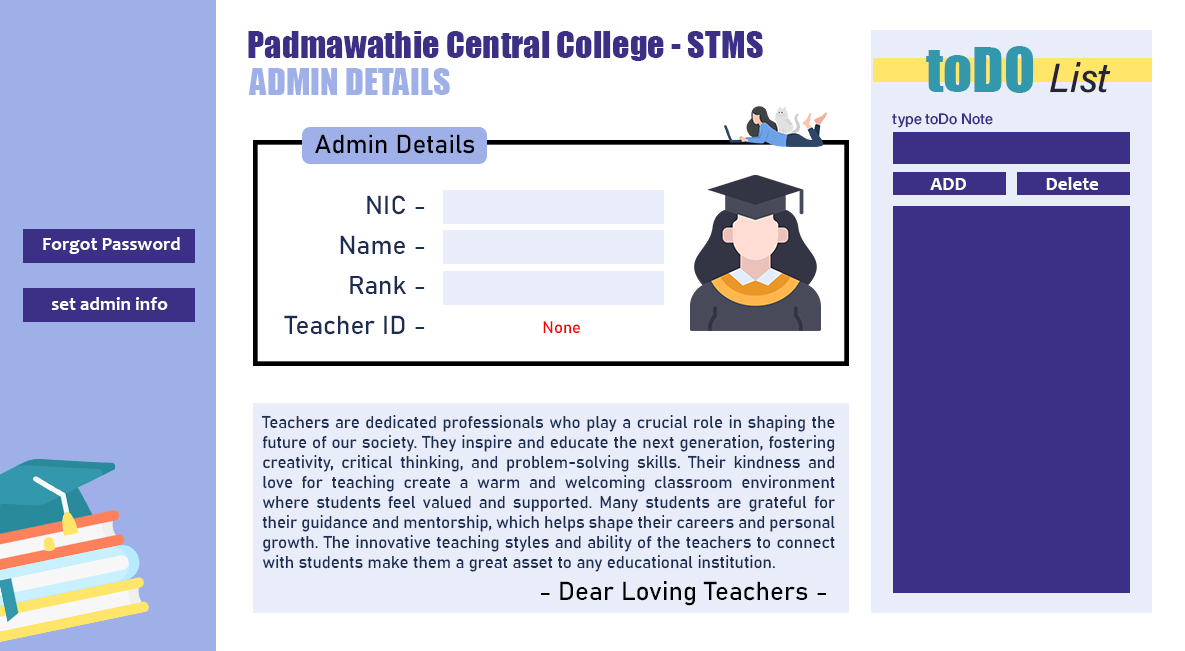 Padmawathie Central College - STMS
ADMIN DETAILS
Forgot Password
set admin info
Admin Details
NIC -
Name -
Rank -
Teacher ID -
None
Teachers are dedicated professionals who play a crucial role in shaping the
future of our society. They inspire and educate the next generation, fostering
creativity, critical thinking, and problem-solving skills. Their kindness and
love for teaching create a warm and welcoming classroom environment
where students feel valued and supported. Many students are grateful for
their guidance and mentorship, which helps shape their careers and personal
growth. The innovative teaching styles and ability of the teachers to connect
with students make them a great asset to any educational institution.
- Dear Loving Teachers -
toDO List
type toDo Note
ADD
Delete